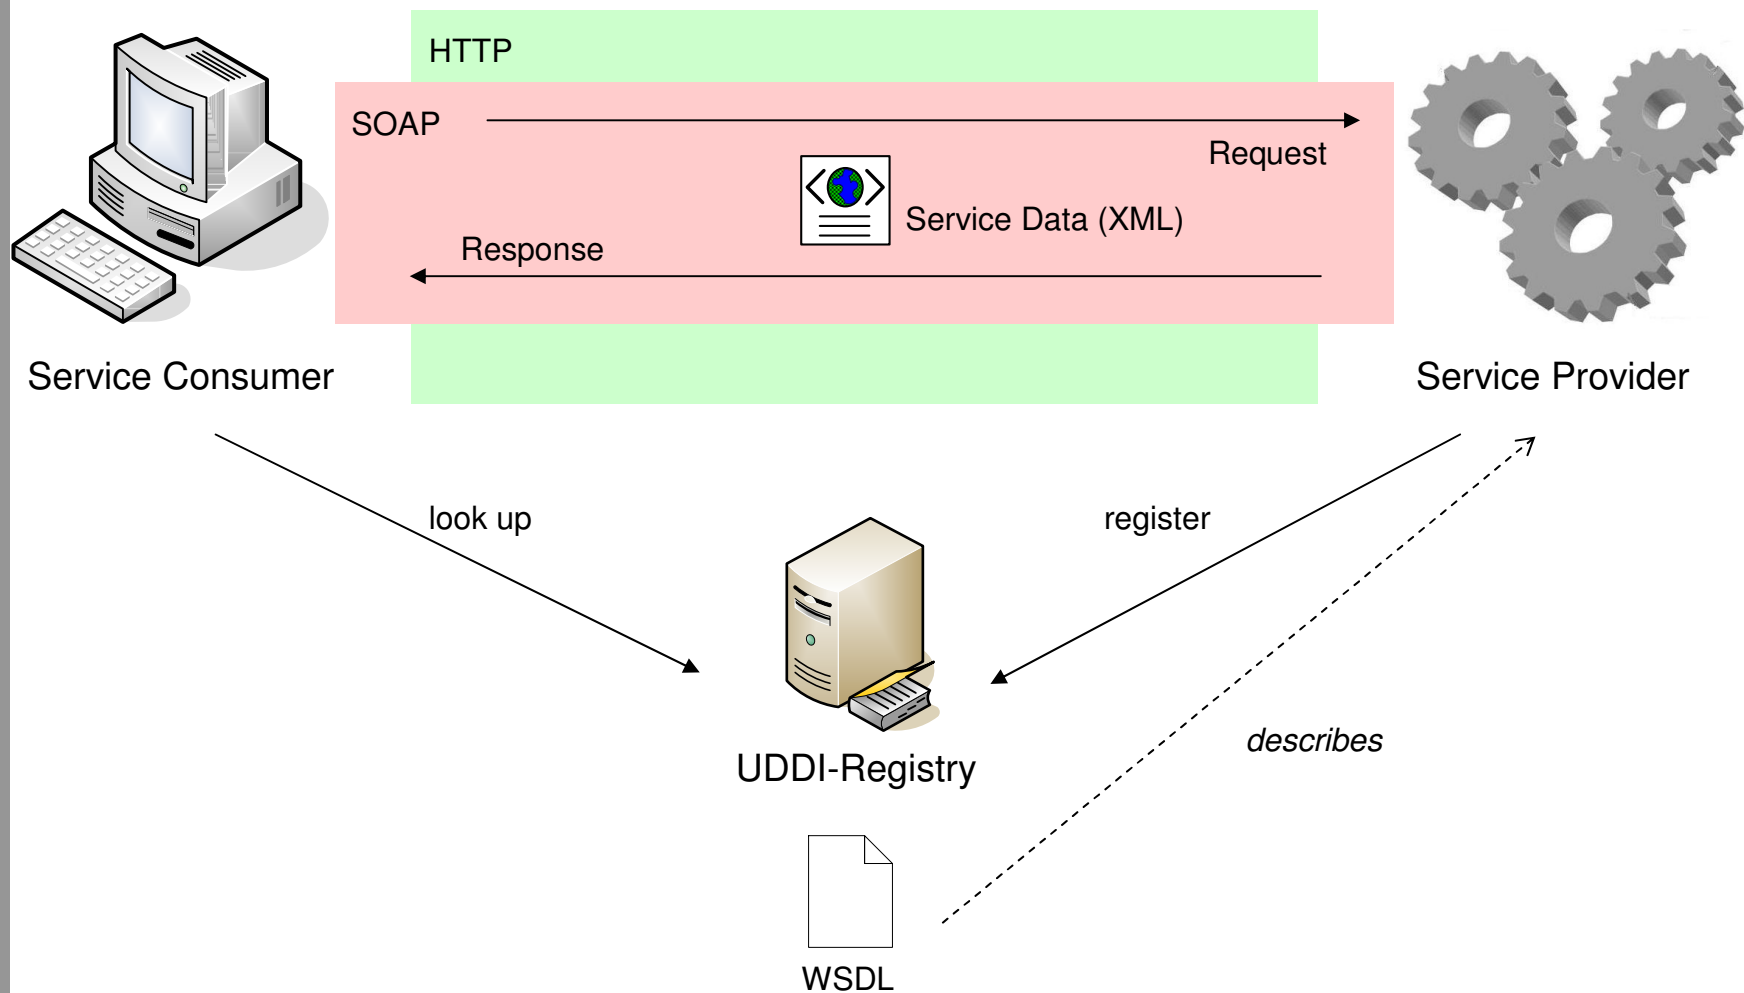 HTTP
SOAP
Request
Service Data (XML)
Response
Service Consumer
Service Provider
look up
register
describes
UDDI-Registry
WSDL